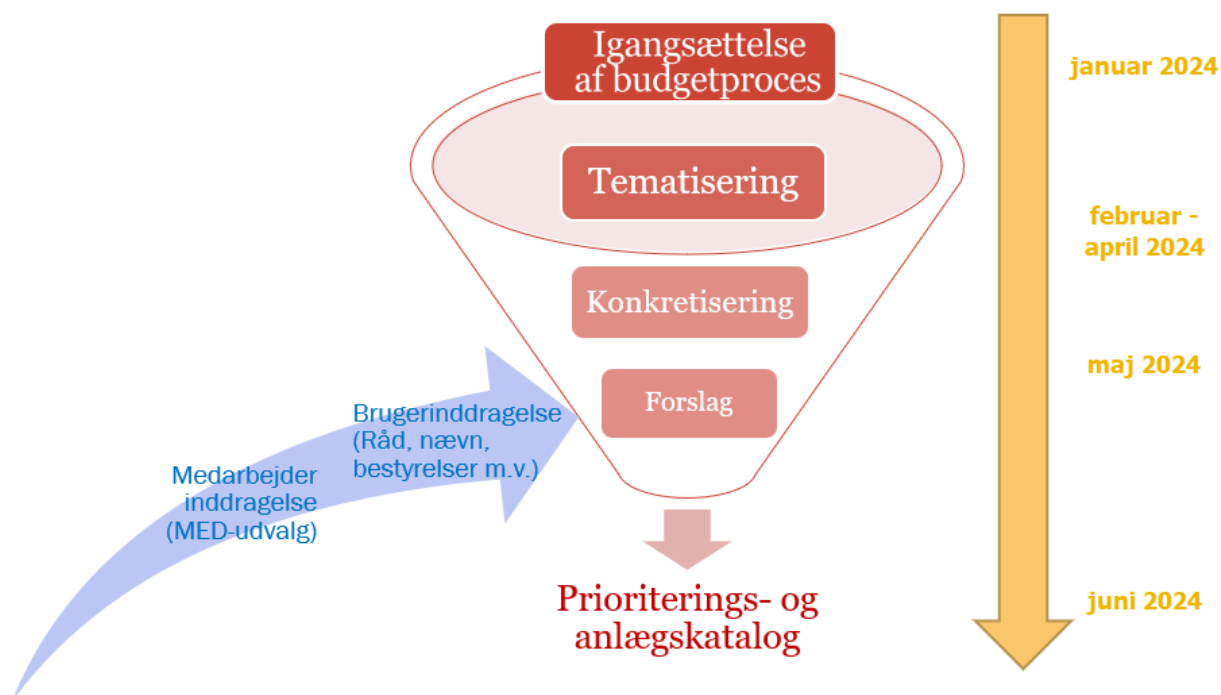 Igangsættelse
af budgetproces
januar 2024
Tematisering
februar -
april 2024
Konkretisering
maj 2024
Forslag
Brugerinddragelse
(Råd, nævn,
bestyrelser m.v.)
Medarbejder
inddragelse
(MED-udvalg)
Prioriterings- og
anlægskatalog
juni 2024